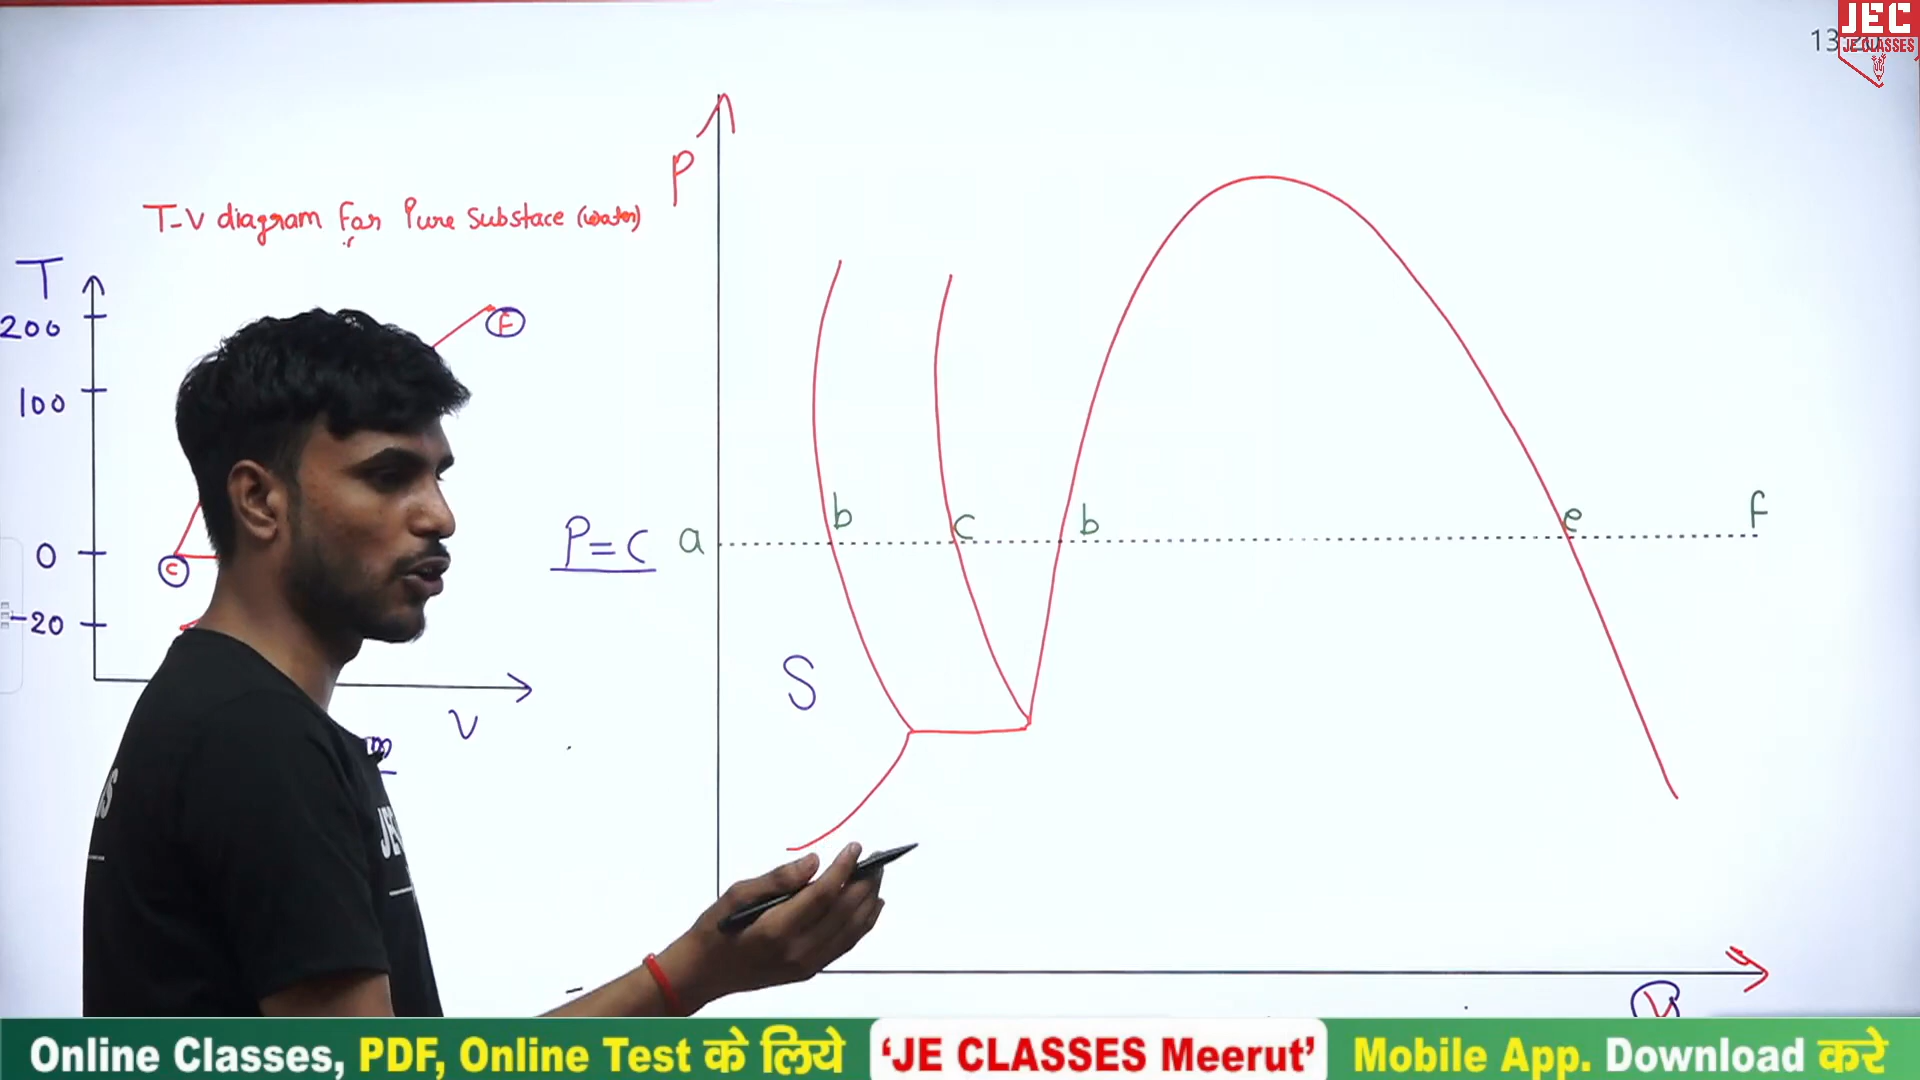 JEC
JE CLASSES
P
T-V diagram For Pure Substace (water)
T
200
F
100
b
c
b
e
f
P=C
a
0
C
-20
S
V
V
JEC
Online Classes, PDF, Online Test के लिये
‘JE CLASSES Meerut’
Mobile App. Download करे